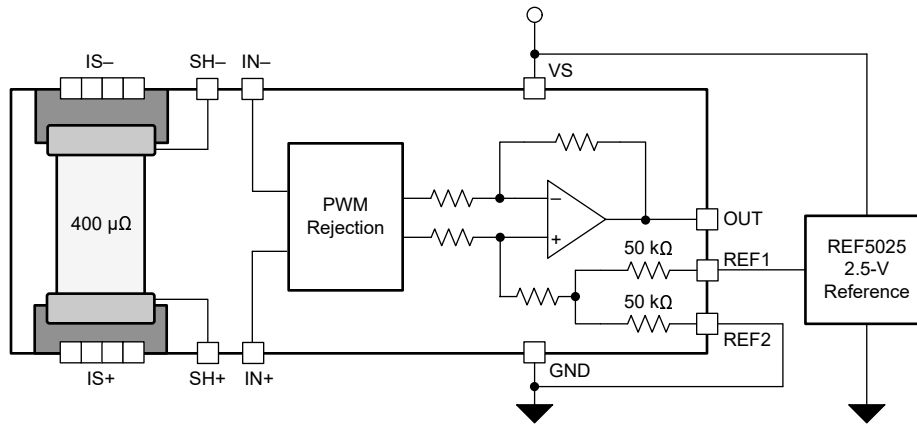 IS–
SH–
IN–
VS
400 µΩ
PWM
Rejection
–
+
OUT
50 kΩ
REF1
50 kΩ
REF2
REF5025
2.5-V
Reference
IS+
SH+
IN+
GND